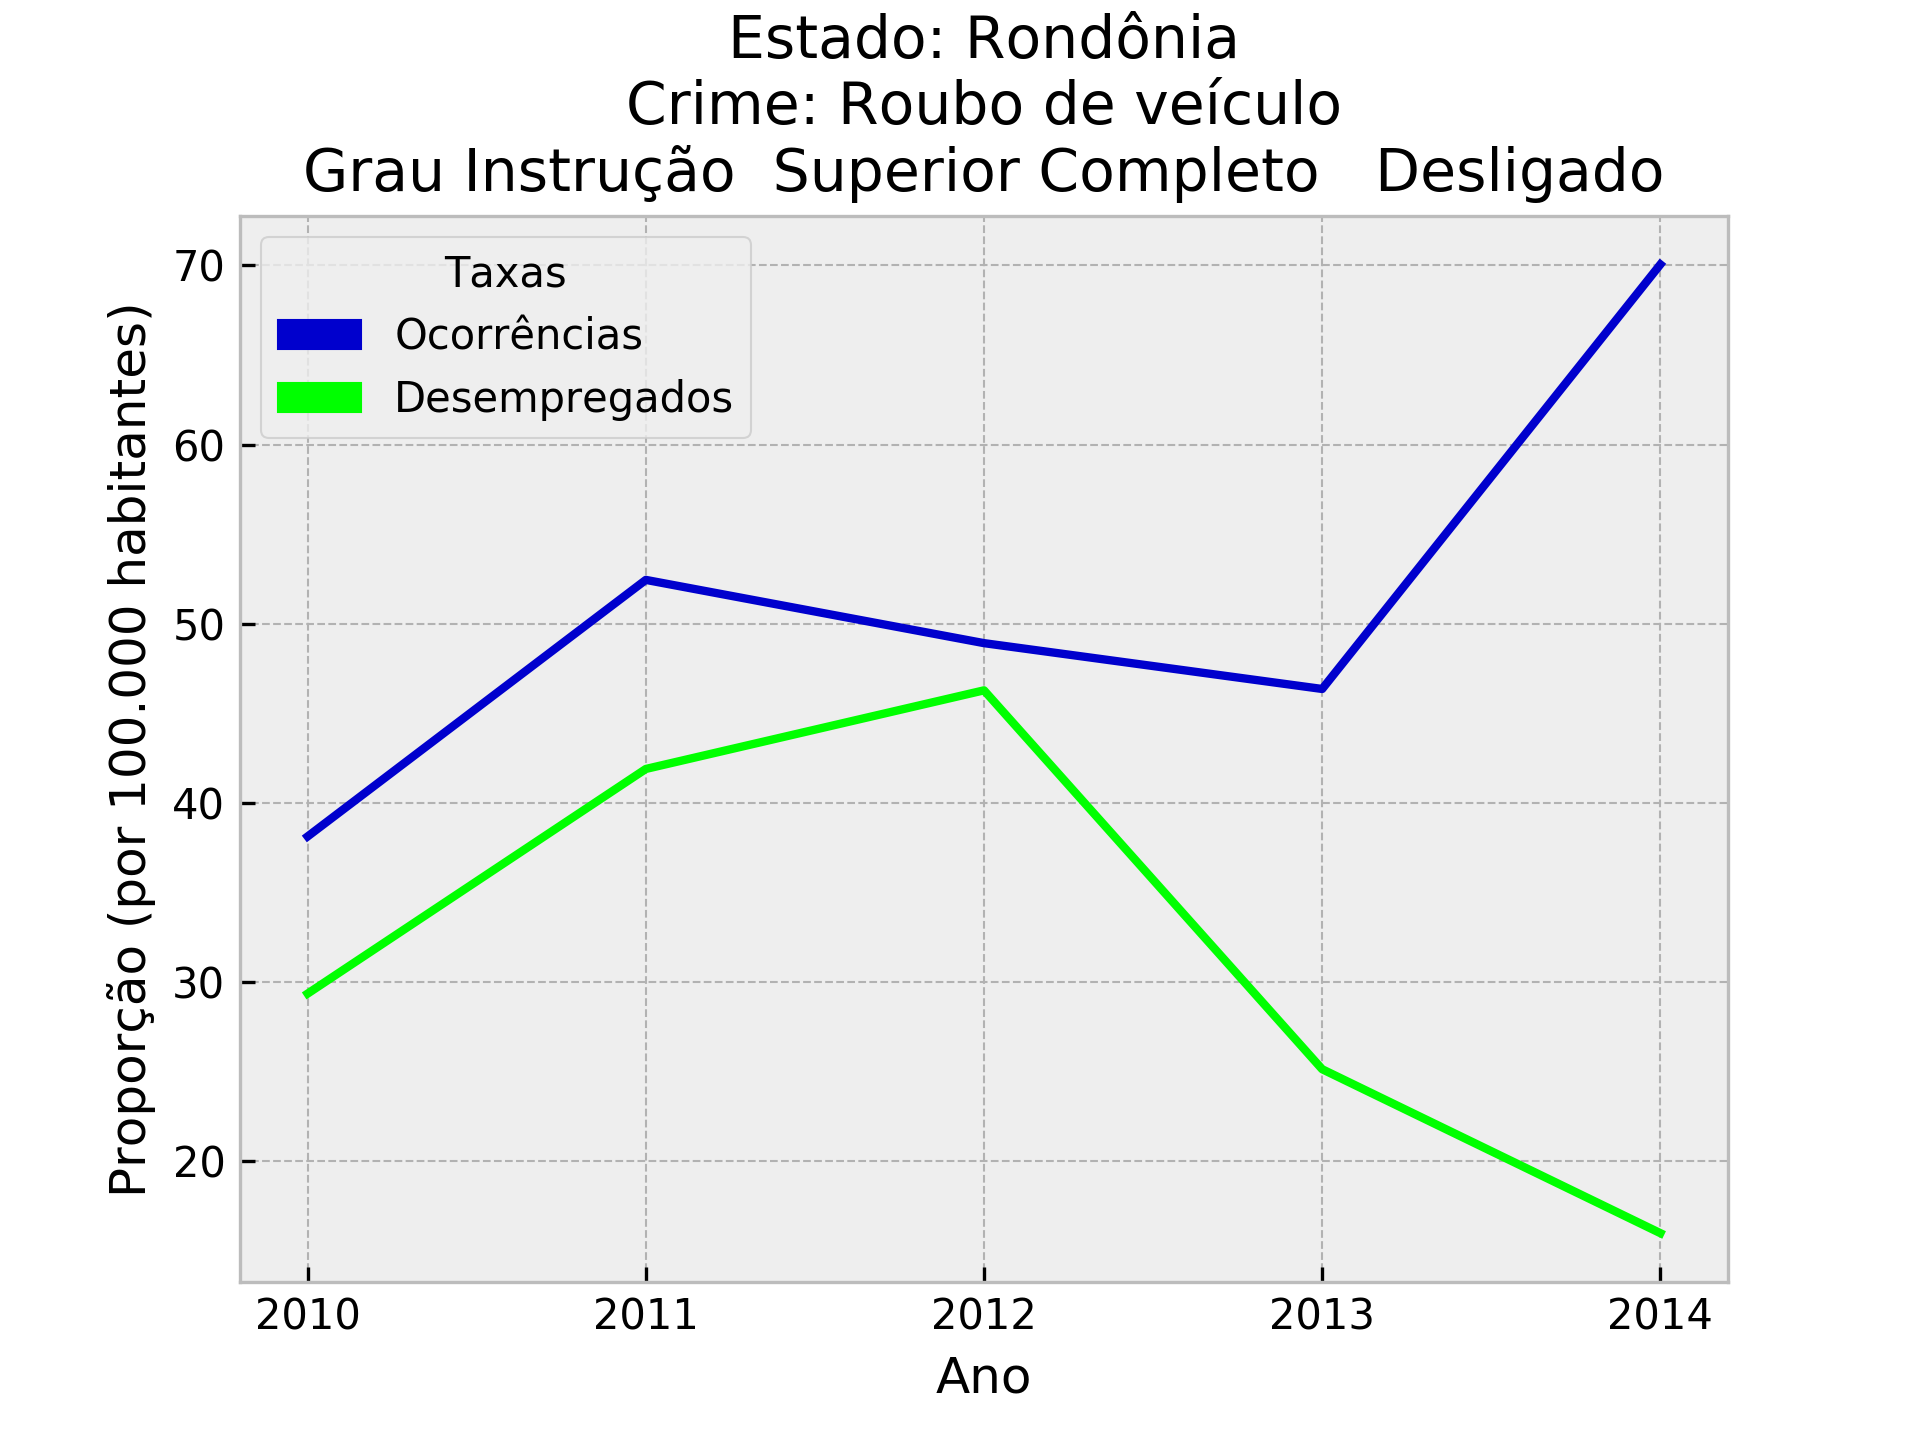 Estado: Rondônia
Crime: Roubo de veículo
Grau Instrução  Superior Completo   Desligado
Taxas
Ocorrências
Desempregados
Proporção (por 100.000 habitantes)
70
60
50
40
30
20
2010
2011
2012
2013
2014
Ano